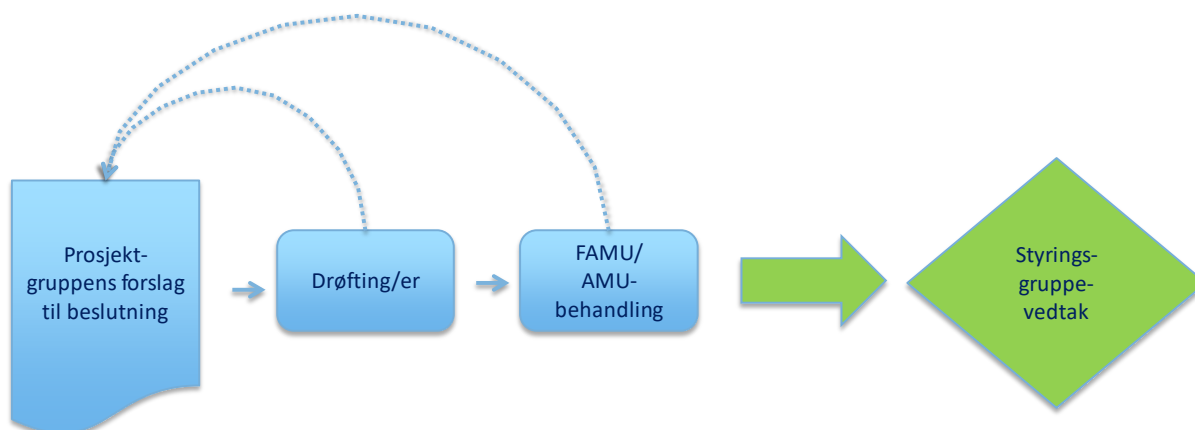 Prosjekt-
gruppens forslag
til beslutning
Drøfting/er
FAMU/
AMU-
behandling
Styrings-
gruppe-
vedtak